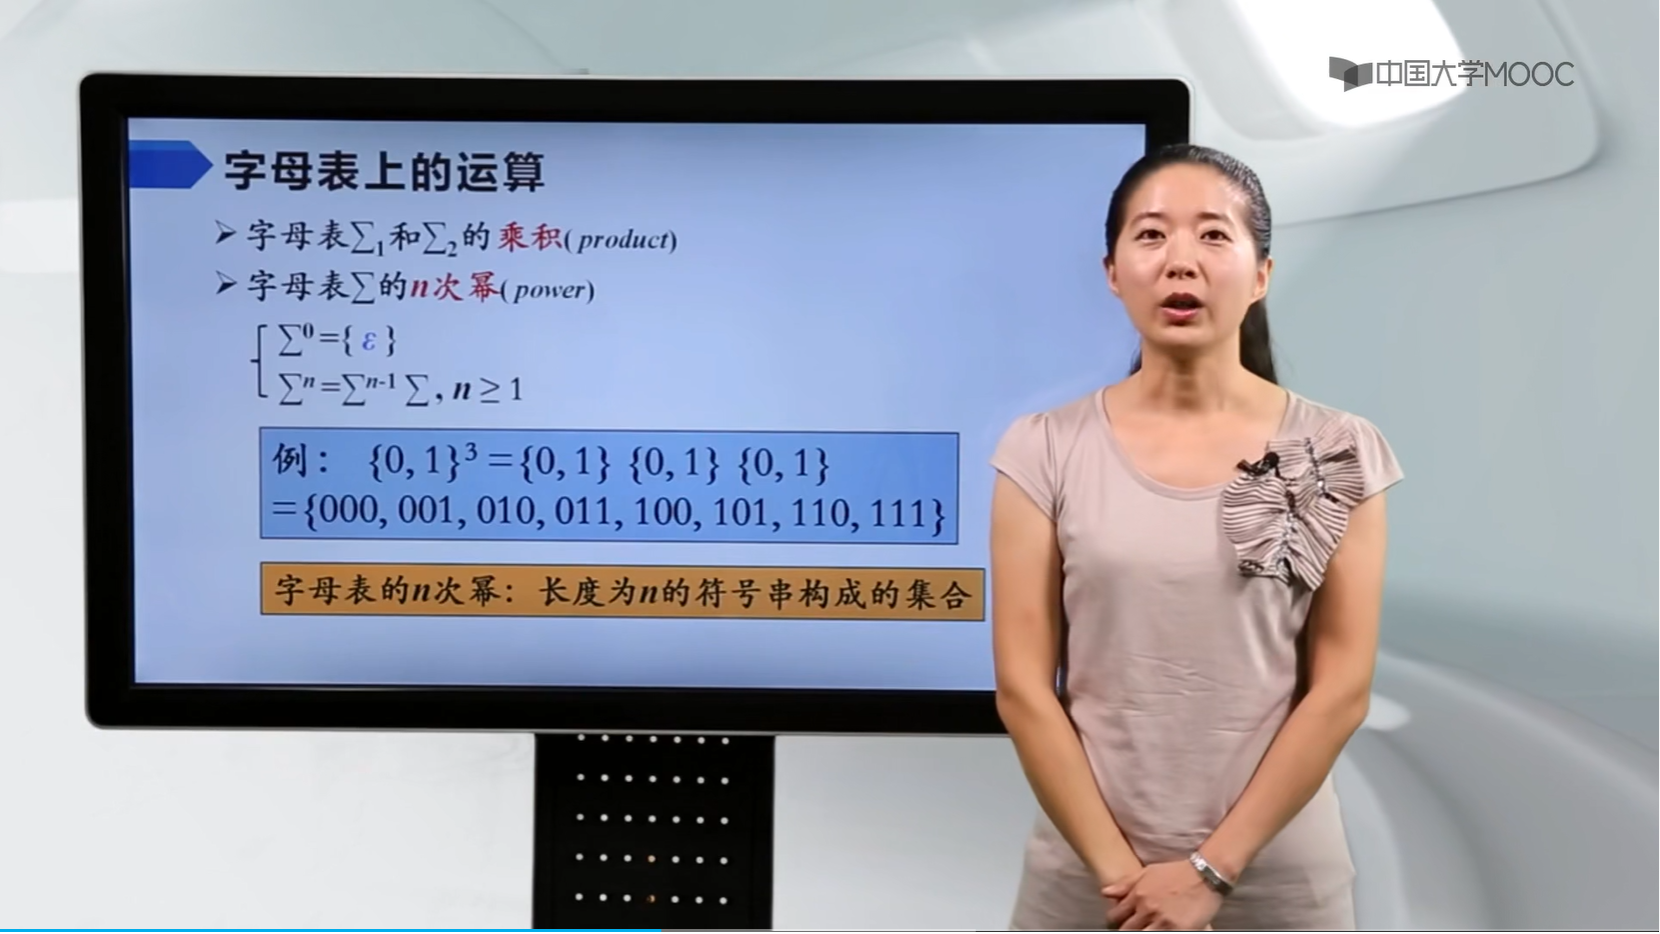 中国大学MOOC
字母表上的运算
➢字母表∑₁和∑₂的乘积( product)
➢字母表∑的n次幂( power)
∑⁰={ ε }
∑ⁿ=∑ⁿ⁻¹ ∑ , n ≥ 1
例： {0, 1}³ ={0, 1} {0, 1} {0, 1}
={000, 001, 010, 011, 100, 101, 110, 111}
字母表的n次幂：长度为n的符号串构成的集合